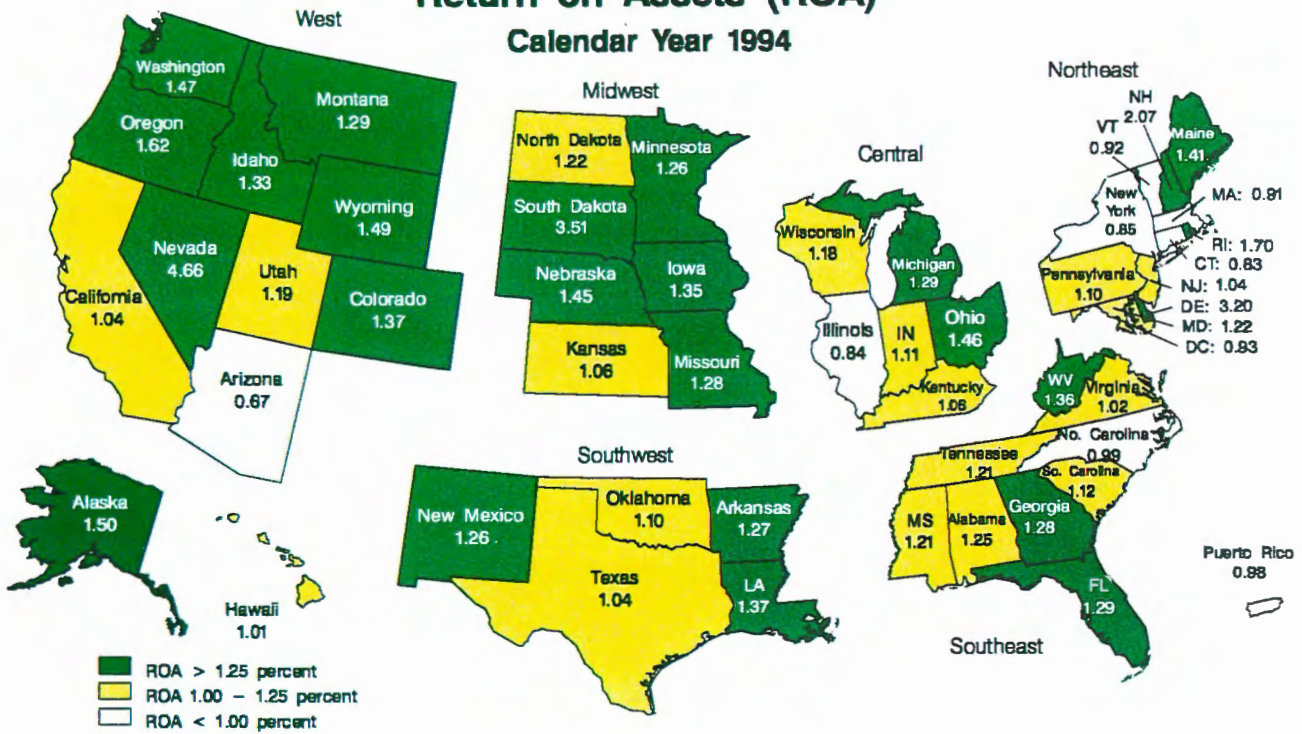 Return on Assets (ROA)
Calendar Year 1994
West
Washington
1.47
Oregon
1.62
Montana
1.29
Idaho
1.33
Wyoming
1.49
Nevada
4.66
Utah
1.19
California
1.04
Colorado
1.37
Arizona
0.67
Alaska
1.50
Hawaii
1.01
Midwest
North Dakota
1.22
Minnesota
1.26
South Dakota
3.51
Nebraska
1.45
Iowa
1.35
Kansas
1.06
Missouri
1.28
Central
Wisconsin
1.18
Michigan
1.29
Illinois
0.84
IN
1.11
Ohio
1.46
Kentucky
1.06
Northeast
NH
2.07
VT
0.92
Maine
1.41
New
York
0.85
MA: 0.91
RI: 1.70
CT: 0.83
Pennsylvania
1.10
NJ: 1.04
DE: 3.20
MD: 1.22
DC: 0.93
Southwest
New Mexico
1.26
Oklahoma
1.10
Arkansas
1.27
Texas
1.04
LA
1.37
WV
1.36
Virginia
1.02
No. Carolina
0.99
Tennessee
1.21
So. Carolina
1.12
MS
1.21
Alabama
1.25
Georgia
1.28
FL
1.29
Southeast
Puerto Rico
0.98
ROA > 1.25 percent
ROA 1.00 - 1.25 percent
ROA < 1.00 percent